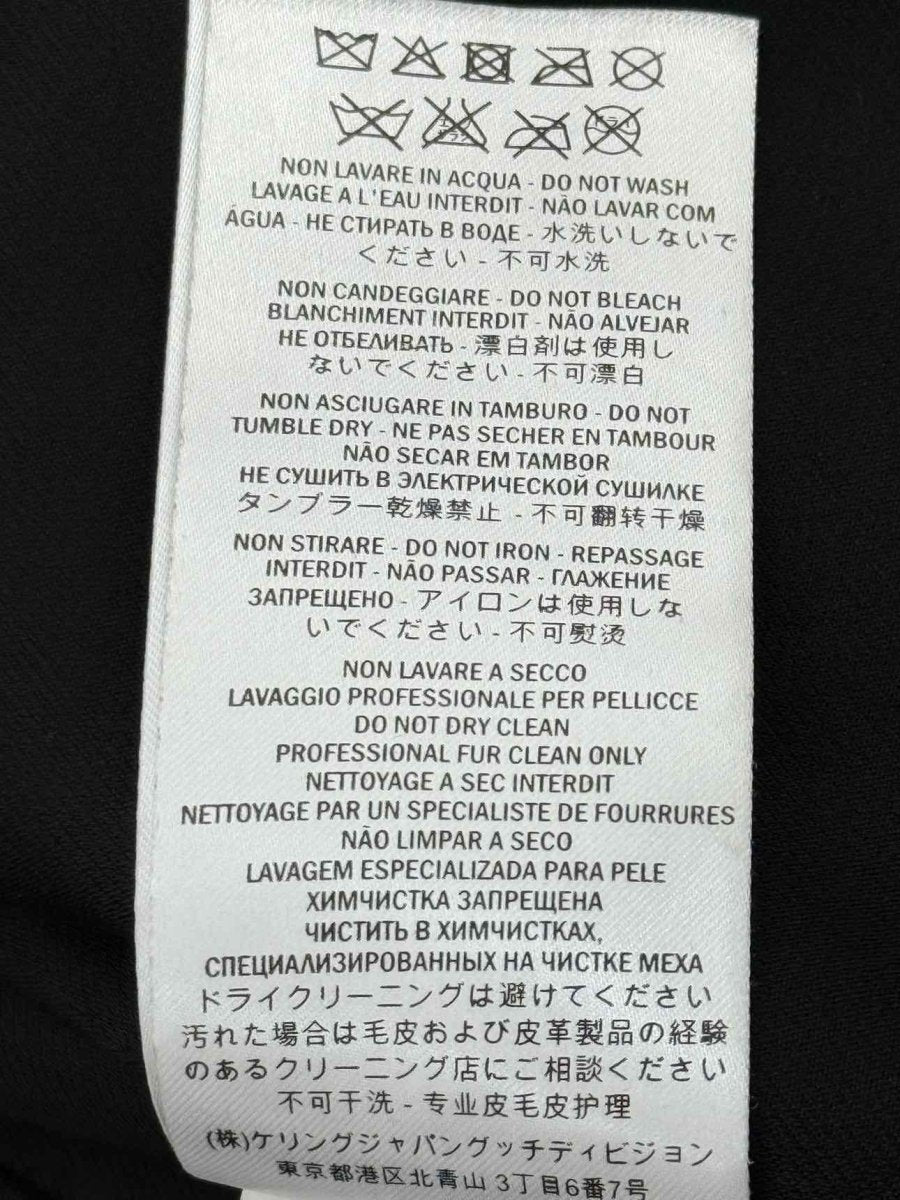 NON LAVARE IN ACQUA - DO NOT WASH
LAVAGE A L'EAU INTERDIT - NÃO LAVAR COM
ÁGUA - НЕ СТИРАТЬ В ВОДЕ - 水洗いしないで
ください - 不可水洗
NON CANDEGGIARE - DO NOT BLEACH
BLANCHIMENT INTERDIT - NÃO ALVEJAR
НЕ ОТБЕЛИВАТЬ - 漂白剤は使用し
ないでください - 不可漂白
NON ASCIUGARE IN TAMBURO - DO NOT
TUMBLE DRY - NE PAS SECHER EN TAMBOUR
NÃO SECAR EM TAMBOR
НЕ СУШИТЬ В ЭЛЕКТРИЧЕСКОЙ СУШИЛКЕ
タンブラー乾燥禁止 - 不可翻转干燥
NON STIRARE - DO NOT IRON - REPASSAGE
INTERDIT - NÃO PASSAR - ГЛАЖЕНИЕ
ЗАПРЕЩЕНО - アイロンは使用しな
いでください - 不可熨烫
NON LAVARE A SECCO
LAVAGGIO PROFESSIONALE PER PELLICCE
DO NOT DRY CLEAN
PROFESSIONAL FUR CLEAN ONLY
NETTOYAGE A SEC INTERDIT
NETTOYAGE PAR UN SPECIALISTE DE FOURRURES
NÃO LIMPAR A SECO
LAVAGEM ESPECIALIZADA PARA PELE
ХИМЧИСТКА ЗАПРЕЩЕНА
ЧИСТИТЬ В ХИМЧИСТКАХ,
СПЕЦИАЛИЗИРОВАННЫХ НА ЧИСТКЕ МЕХА
ドライクリーニングは避けてください
汚れた場合は毛皮および皮革製品の経験
のあるクリーニング店にご相談ください
不可干洗 - 专业皮毛皮护理
(株)ケリングジャパングッチディビジョン
東京都港区北青山 3丁目6番7号